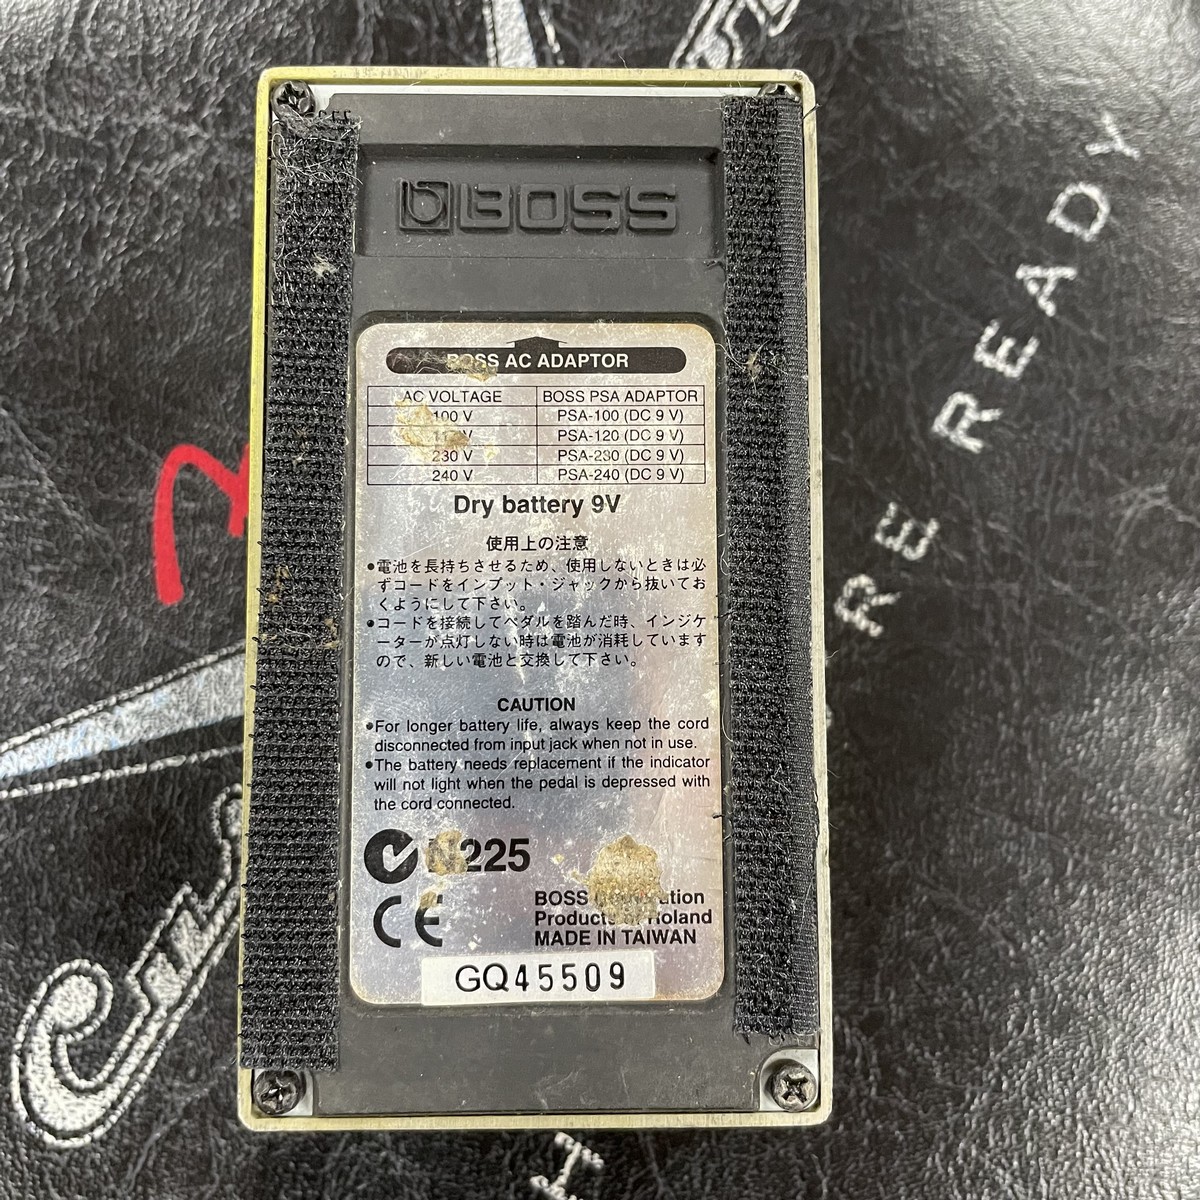 BOSS
BOSS AC ADAPTOR
AC VOLTAGE BOSS PSA ADAPTOR
100 V PSA-100 (DC 9 V)
V PSA-120 (DC 9 V)
230 V PSA-230 (DC 9 V)
240 V PSA-240 (DC 9 V)
Dry battery 9V
使用上の注意
●電池を長持ちさせるため、使用しないときは必
ずコードをインプット・ジャックから抜いてお
くようにして下さい。
●コードを接続してペダルを踏んだ時、インジケ
ーターが点灯しない時は電池が消耗しています
ので、新しい電池と交換して下さい。
CAUTION
●For longer battery life, always keep the cord
disconnected from input jack when not in use.
●The battery needs replacement if the indicator
will not light when the pedal is depressed with
the cord connected.
N225
CE
BOSS
Products of Roland
MADE IN TAIWAN
GQ45509
RE READY